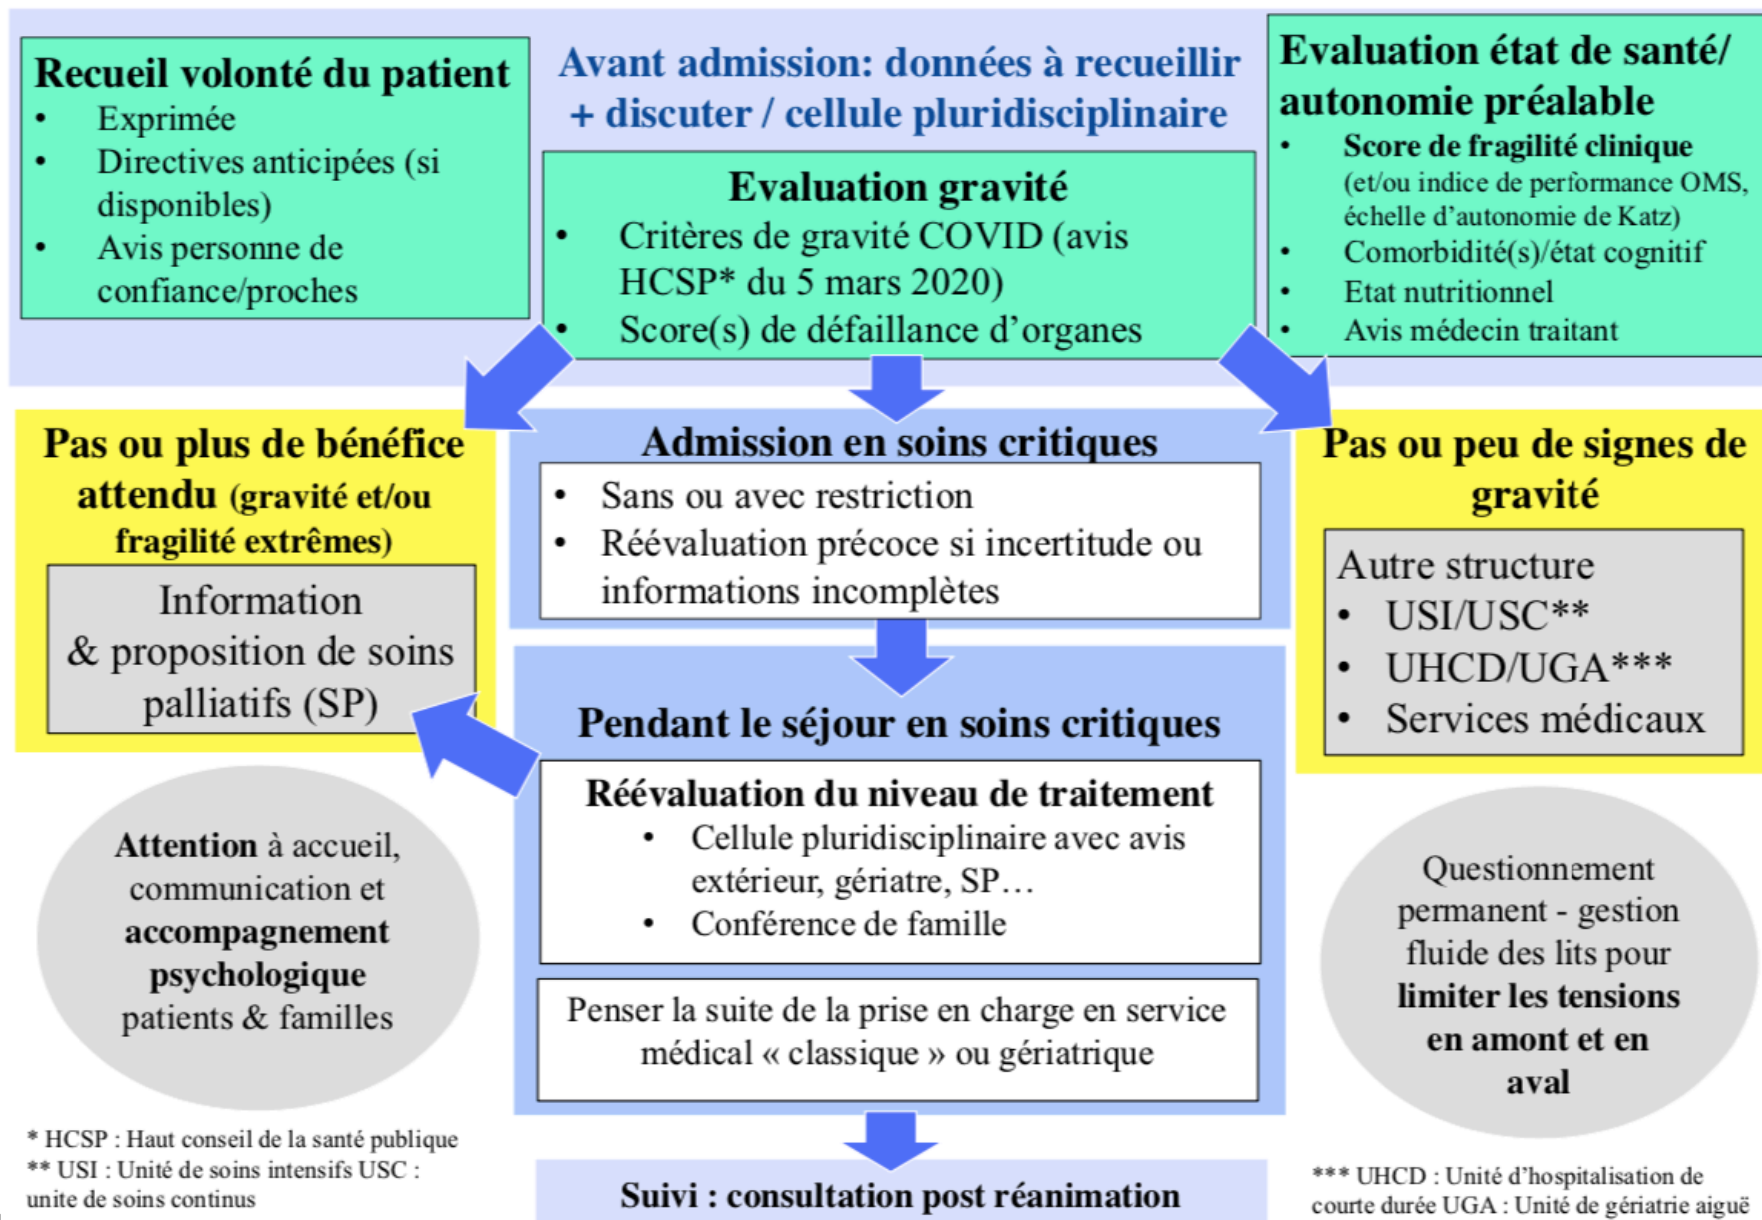 Recueil volonté du patient
• Exprimée
• Directives anticipées (si
disponibles)
• Avis personne de
confiance/proches
Avant admission: données à recueillir
+ discuter / cellule pluridisciplinaire
Evaluation gravité
• Critères de gravité COVID (avis
HCSP* du 5 mars 2020)
• Score(s) de défaillance d’organes
Evaluation état de santé/
autonomie préalable
• Score de fragilité clinique
(et/ou indice de performance OMS,
échelle d’autonomie de Katz)
• Comorbidité(s)/état cognitif
• Etat nutritionnel
• Avis médecin traitant
Pas ou plus de bénéfice
attendu (gravité et/ou
fragilité extrêmes)
Information
& proposition de soins
palliatifs (SP)
Admission en soins critiques
• Sans ou avec restriction
• Réévaluation précoce si incertitude ou
informations incomplètes
Pas ou peu de signes de
gravité
Autre structure
• USI/USC**
• UHCD/UGA***
• Services médicaux
Pendant le séjour en soins critiques
Réévaluation du niveau de traitement
• Cellule pluridisciplinaire avec avis
extérieur, gériatre, SP…
• Conférence de famille
Penser la suite de la prise en charge en service
médical « classique » ou gériatrique
Attention à accueil,
communication et
accompagnement
psychologique
patients & familles
Questionnement
permanent - gestion
fluide des lits pour
limiter les tensions
en amont et en
aval
Suivi : consultation post réanimation
* HCSP : Haut conseil de la santé publique
** USI : Unité de soins intensifs USC :
unite de soins continus
*** UHCD : Unité d’hospitalisation de
courte durée UGA : Unité de gériatrie aiguë